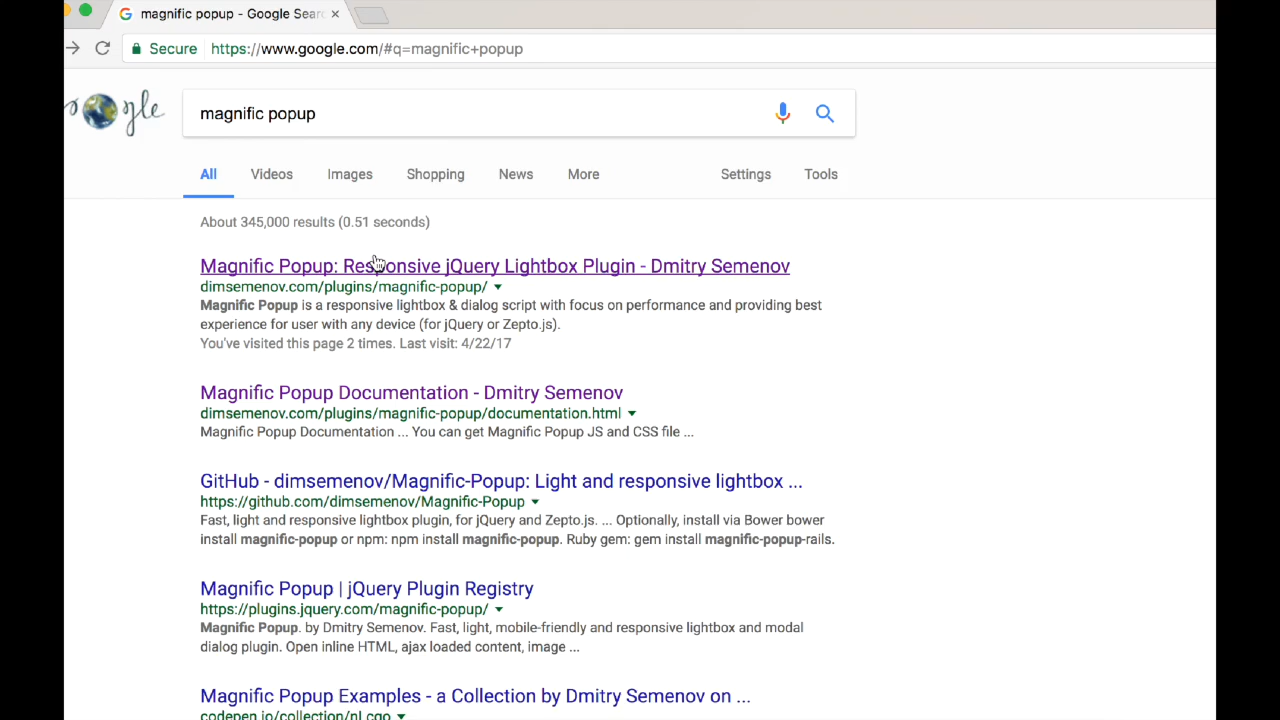 magnific popup - Google Sear
Secure https://www.google.com/#q=magnific+popup
magnific popup
All Videos Images Shopping News More Settings Tools
About 345,000 results (0.51 seconds)
Magnific Popup: Responsive jQuery Lightbox Plugin - Dmitry Semenov
dimsemenov.com/plugins/magnific-popup/
Magnific Popup is a responsive lightbox & dialog script with focus on performance and providing best
experience for user with any device (for jQuery or Zepto.js).
You've visited this page 2 times. Last visit: 4/22/17
Magnific Popup Documentation - Dmitry Semenov
dimsemenov.com/plugins/magnific-popup/documentation.html
Magnific Popup Documentation ... You can get Magnific Popup JS and CSS file ...
GitHub - dimsemenov/Magnific-Popup: Light and responsive lightbox ...
https://github.com/dimsemenov/Magnific-Popup
Fast, light and responsive lightbox plugin, for jQuery and Zepto.js. ... Optionally, install via Bower bower
install magnific-popup or npm: npm install magnific-popup. Ruby gem: gem install magnific-popup-rails.
Magnific Popup | jQuery Plugin Registry
https://plugins.jquery.com/magnific-popup/
Magnific Popup. by Dmitry Semenov. Fast, light, mobile-friendly and responsive lightbox and modal
dialog plugin. Open inline HTML, ajax loaded content, image ...
Magnific Popup Examples - a Collection by Dmitry Semenov on ...